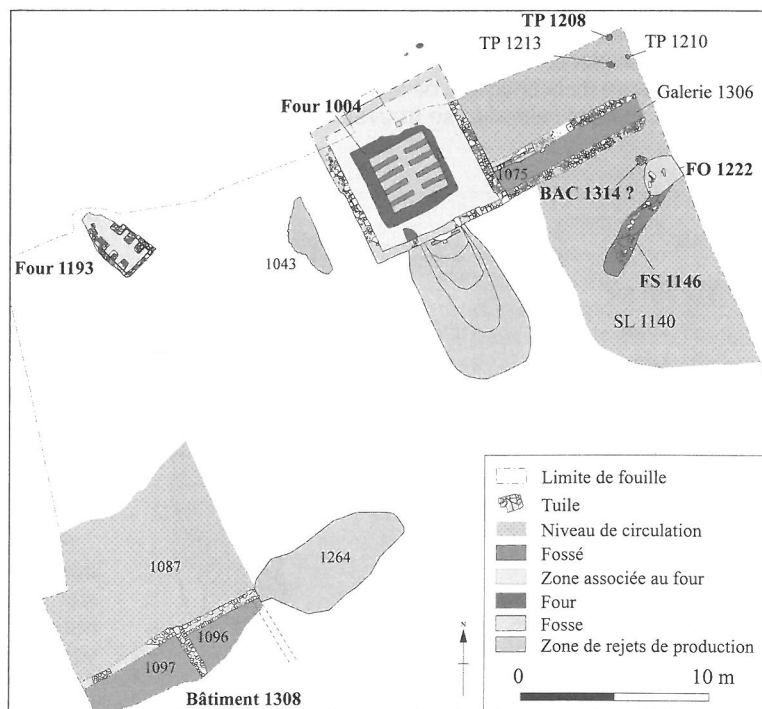 TP 1208
TP 1213
TP 1210
Galerie 1306
Four 1004
1075
BAC 1314 ?
FO 1222
Four 1193
1043
FS 1146
SL 1140
1087
1264
1096
1097
Bâtiment 1308
N
Limite de fouille
Tuile
Niveau de circulation
Fossé
Zone associée au four
Four
Fosse
Zone de rejets de production
0 10 m